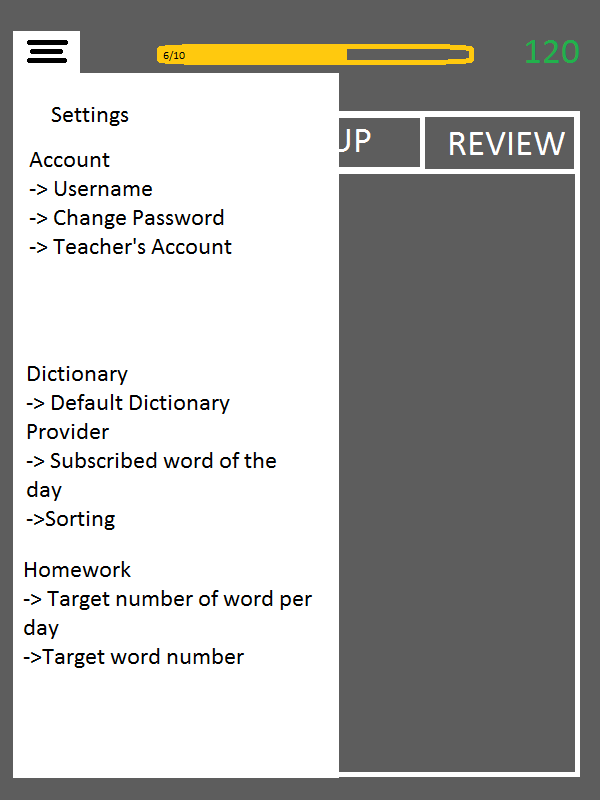 6/10
120
Settings
UP
REVIEW
Account
-> Username
-> Change Password
-> Teacher's Account
Dictionary
-> Default Dictionary
Provider
-> Subscribed word of the
day
->Sorting
Homework
-> Target number of word per
day
->Target word number